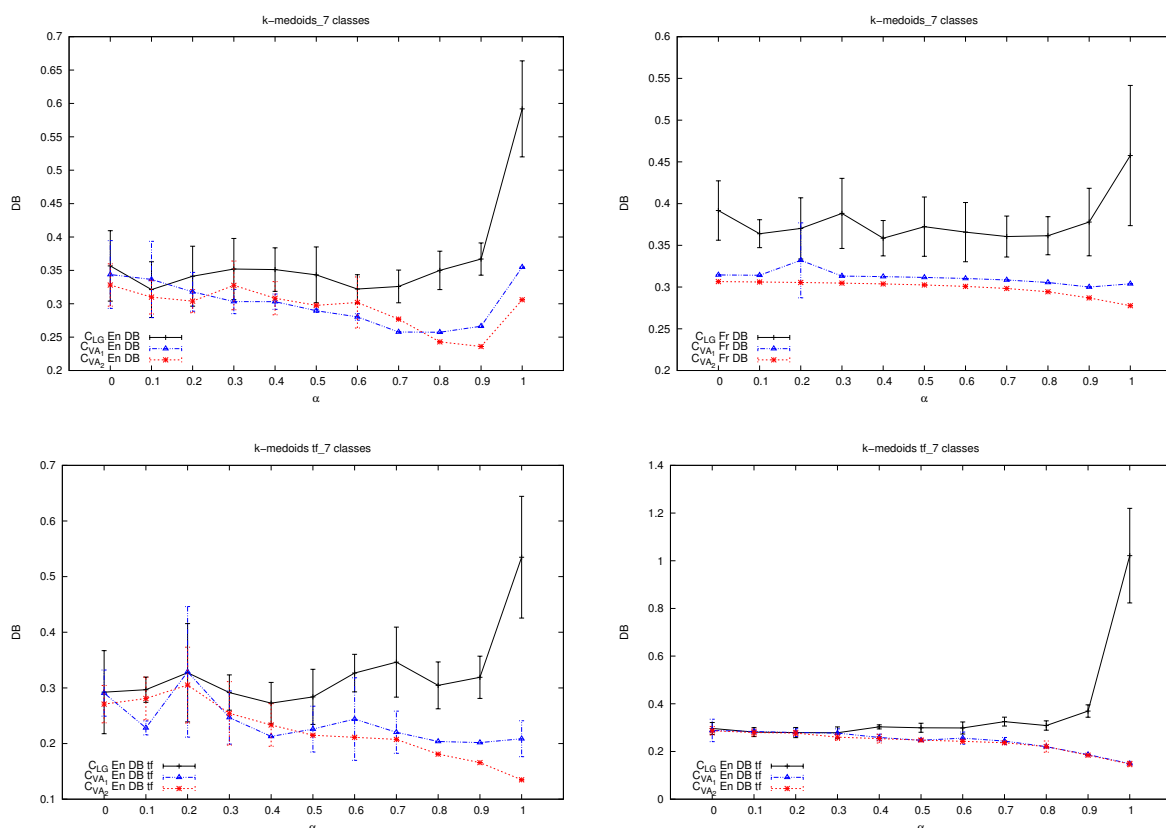 k-medoids_7 classes
0.7
0.65
0.6
0.55
0.5
0.45
0.4
0.35
0.3
0.25
0.2
DB
C_LG En DB
C_VA_1 En DB
C_VA_2 En DB
0 0.1 0.2 0.3 0.4 0.5 0.6 0.7 0.8 0.9 1
α
k-medoids_7 classes
0.6
0.55
0.5
0.45
0.4
0.35
0.3
0.25
0.2
DB
C_LG Fr DB
C_VA_1 Fr DB
C_VA_2 Fr DB
0 0.1 0.2 0.3 0.4 0.5 0.6 0.7 0.8 0.9 1
α
k-medoids tf_7 classes
0.7
0.6
0.5
0.4
0.3
0.2
0.1
DB
C_LG En DB tf
C_VA_1 En DB tf
C_VA_2 En DB tf
0 0.1 0.2 0.3 0.4 0.5 0.6 0.7 0.8 0.9 1
α
k-medoids tf_7 classes
1.4
1.2
1
0.8
0.6
0.4
0.2
0
DB
C_LG En DB tf
C_VA_1 En DB tf
C_VA_2 En DB tf
0 0.1 0.2 0.3 0.4 0.5 0.6 0.7 0.8 0.9 1
α